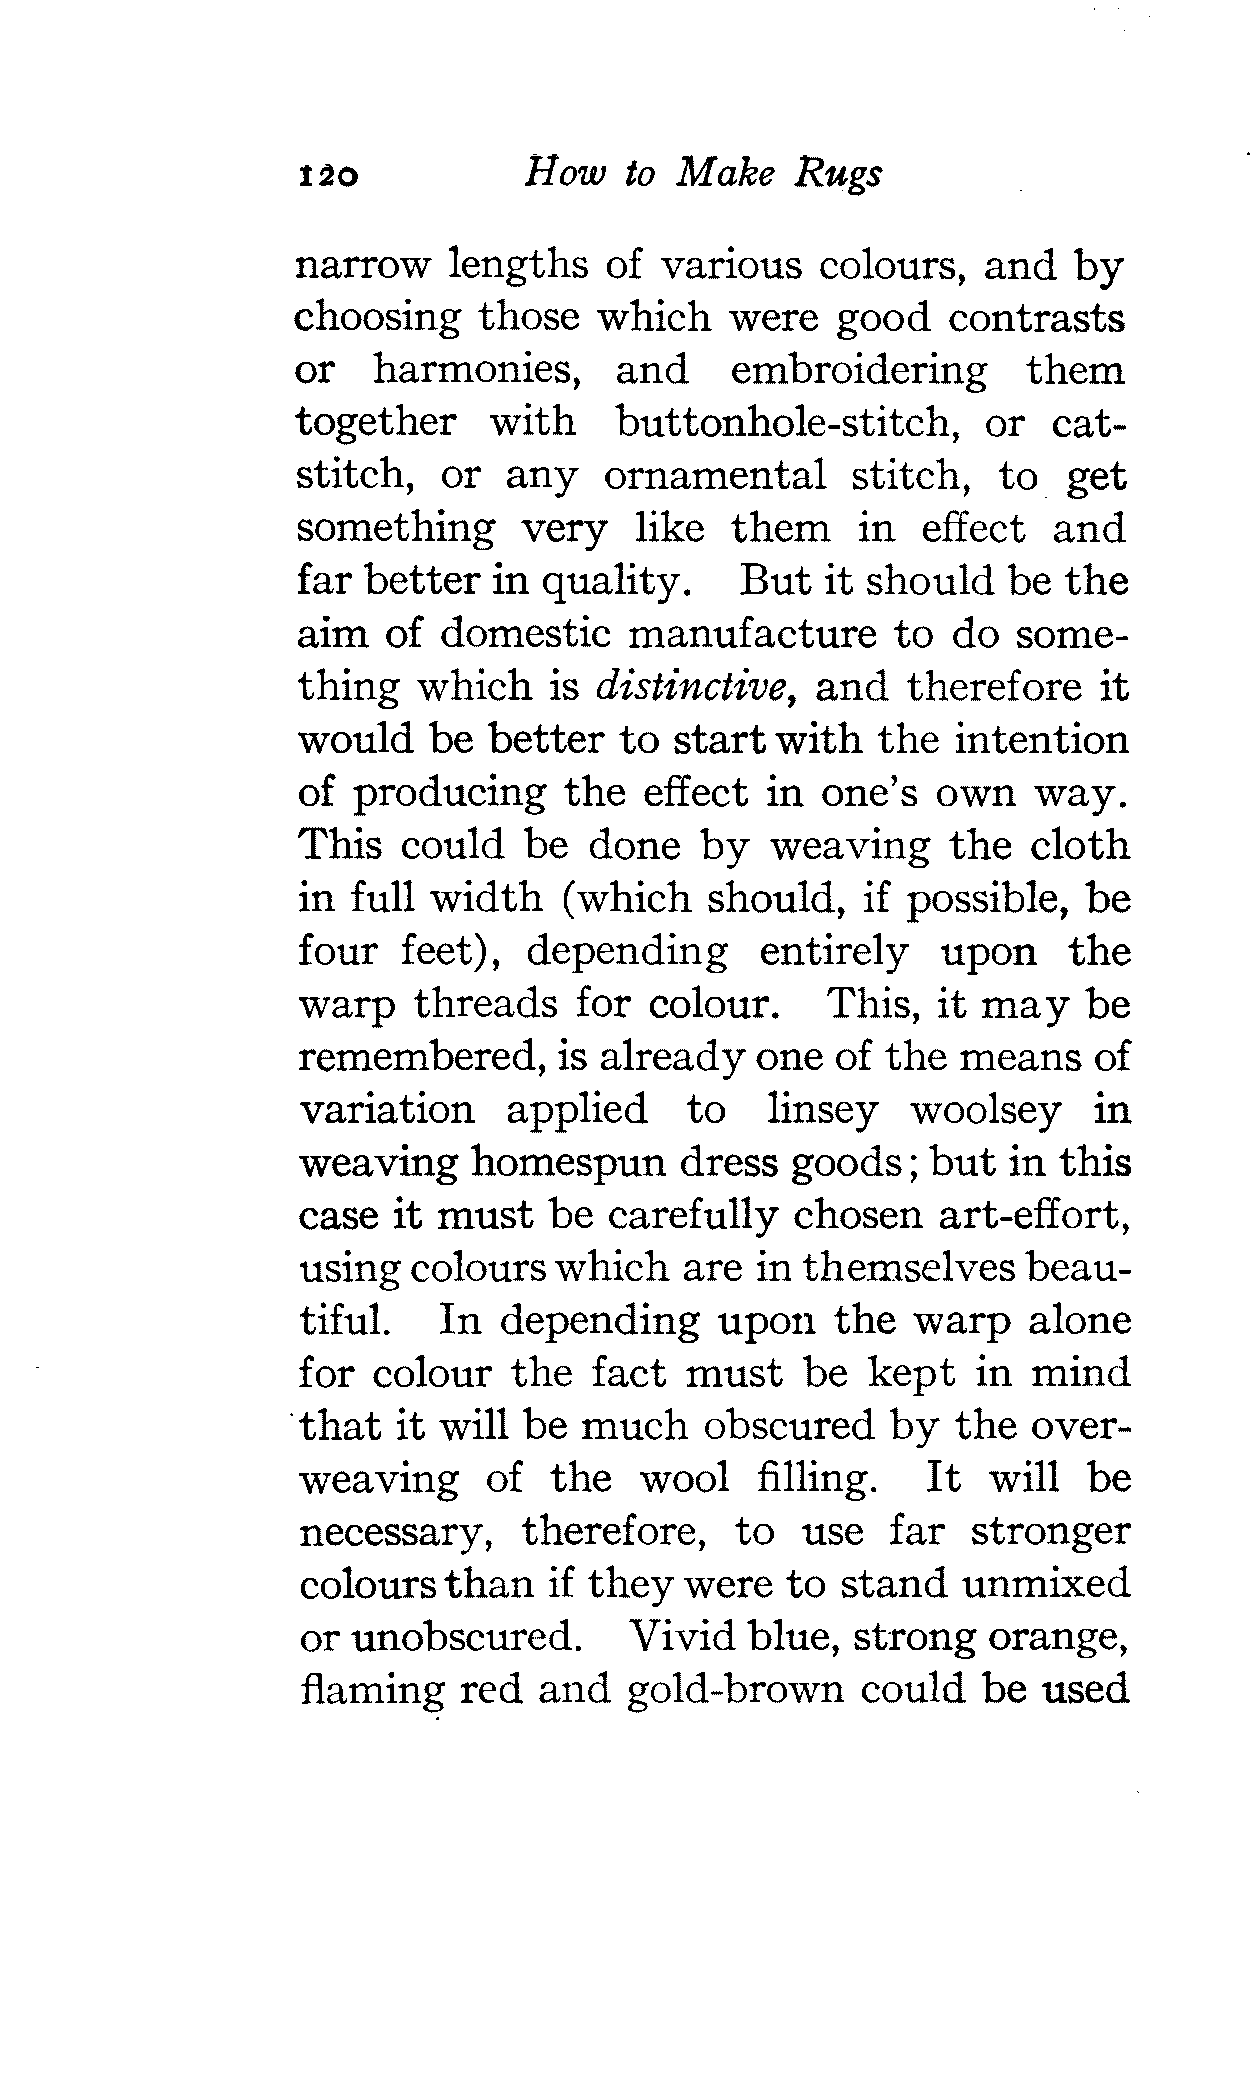 120 How to Make Rugs
narrow lengths of various colours, and by
choosing those which were good contrasts
or harmonies, and embroidering them
together with buttonhole-stitch, or cat-
stitch, or any ornamental stitch, to get
something very like them in effect and
far better in quality. But it should be the
aim of domestic manufacture to do some-
thing which is distinctive, and therefore it
would be better to start with the intention
of producing the effect in one's own way.
This could be done by weaving the cloth
in full width (which should, if possible, be
four feet), depending entirely upon the
warp threads for colour. This, it may be
remembered, is already one of the means of
variation applied to linsey woolsey in
weaving homespun dress goods; but in this
case it must be carefully chosen art-effort,
using colours which are in themselves beau-
tiful. In depending upon the warp alone
for colour the fact must be kept in mind
that it will be much obscured by the over-
weaving of the wool filling. It will be
necessary, therefore, to use far stronger
colours than if they were to stand unmixed
or unobscured. Vivid blue, strong orange,
flaming red and gold-brown could be used